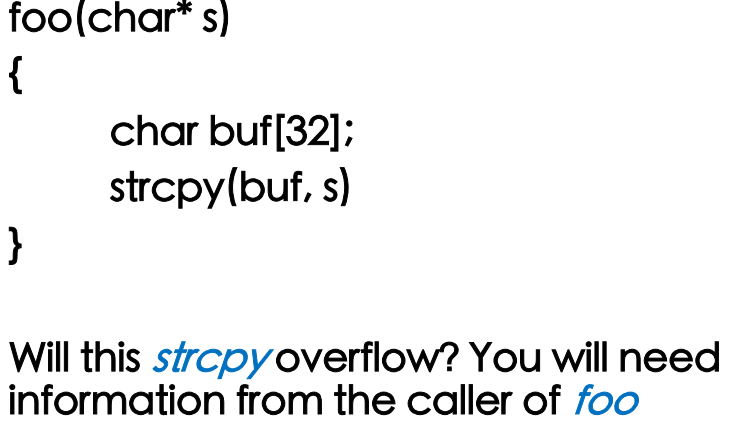 foo(char* s)
{
char buf[32];
strcpy(buf, s)
}
Will this strcpy overflow? You will need
information from the caller of foo